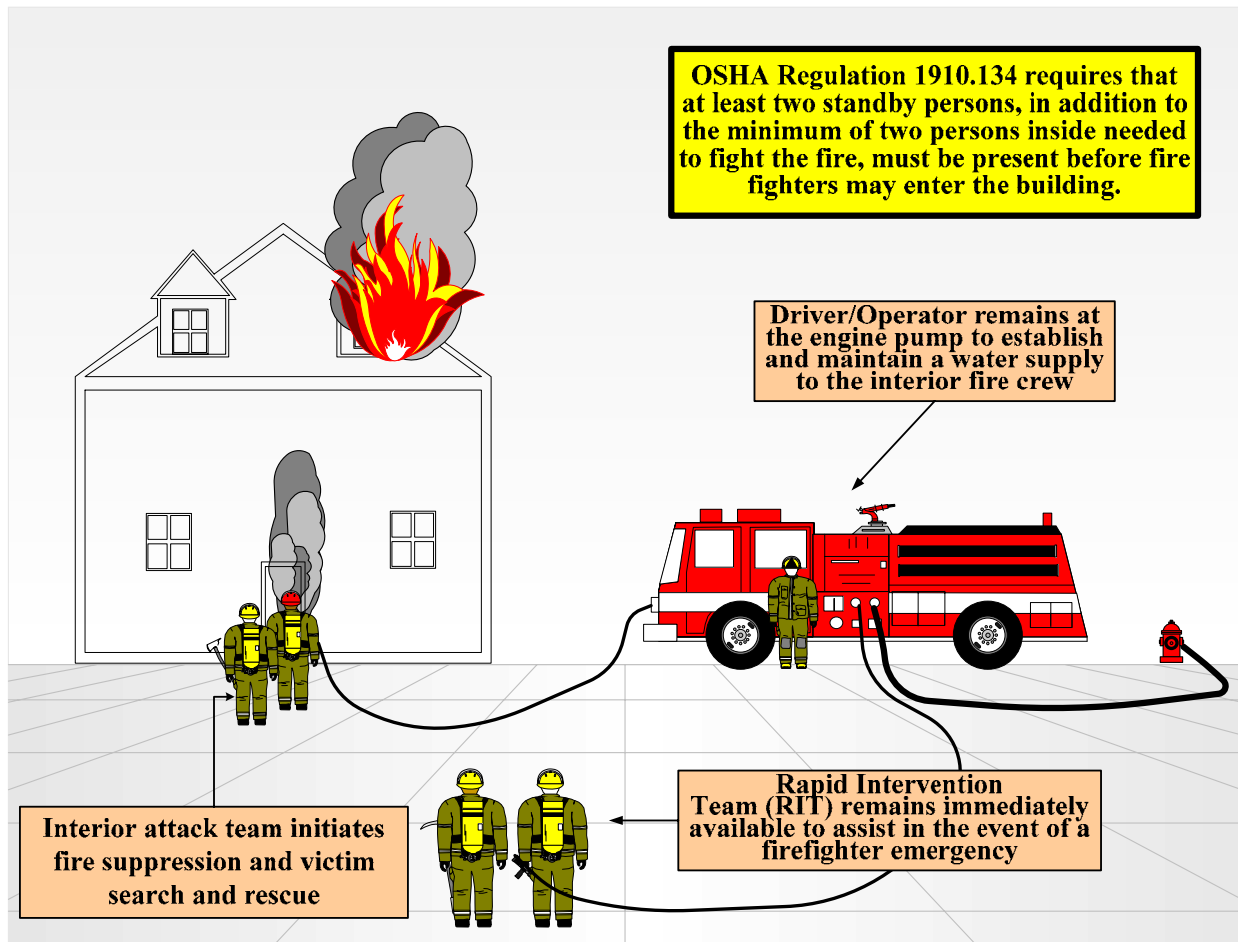 OSHA Regulation 1910.134 requires that
at least two standby persons, in addition to
the minimum of two persons inside needed
to fight the fire, must be present before fire
fighters may enter the building.
Driver/Operator remains at
the engine pump to establish
and maintain a water supply
to the interior fire crew
Rapid Intervention
Team (RIT) remains immediately
available to assist in the event of a
firefighter emergency
Interior attack team initiates
fire suppression and victim
search and rescue